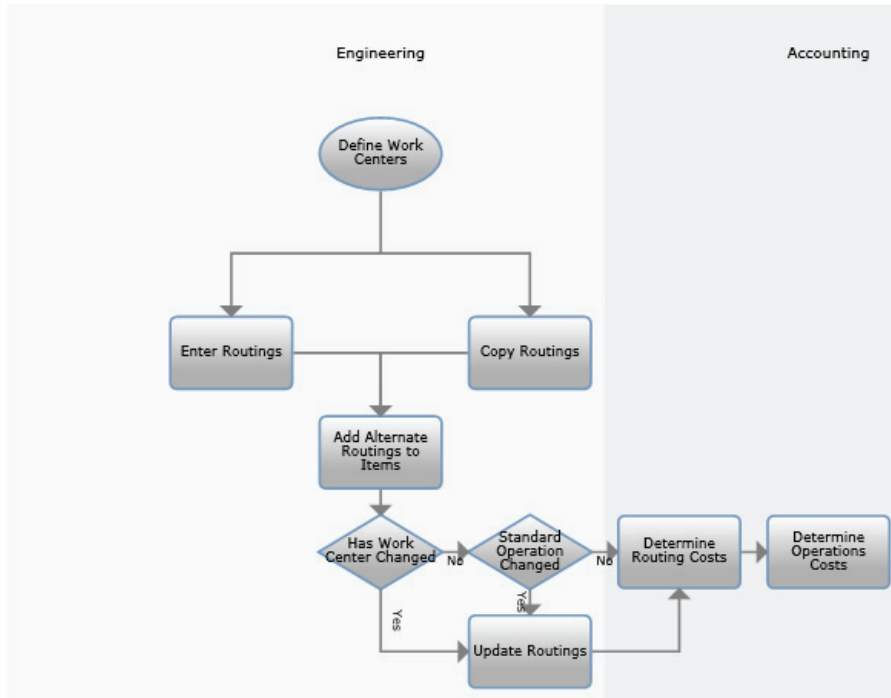 Engineering
Accounting
Define Work
Centers
Enter Routings
Copy Routings
Add Alternate
Routings to
Items
Has Work
Center Changed
No
Standard
Operation
Changed
No
Determine
Routing Costs
Determine
Operations
Costs
Yes
Yes
Update Routings